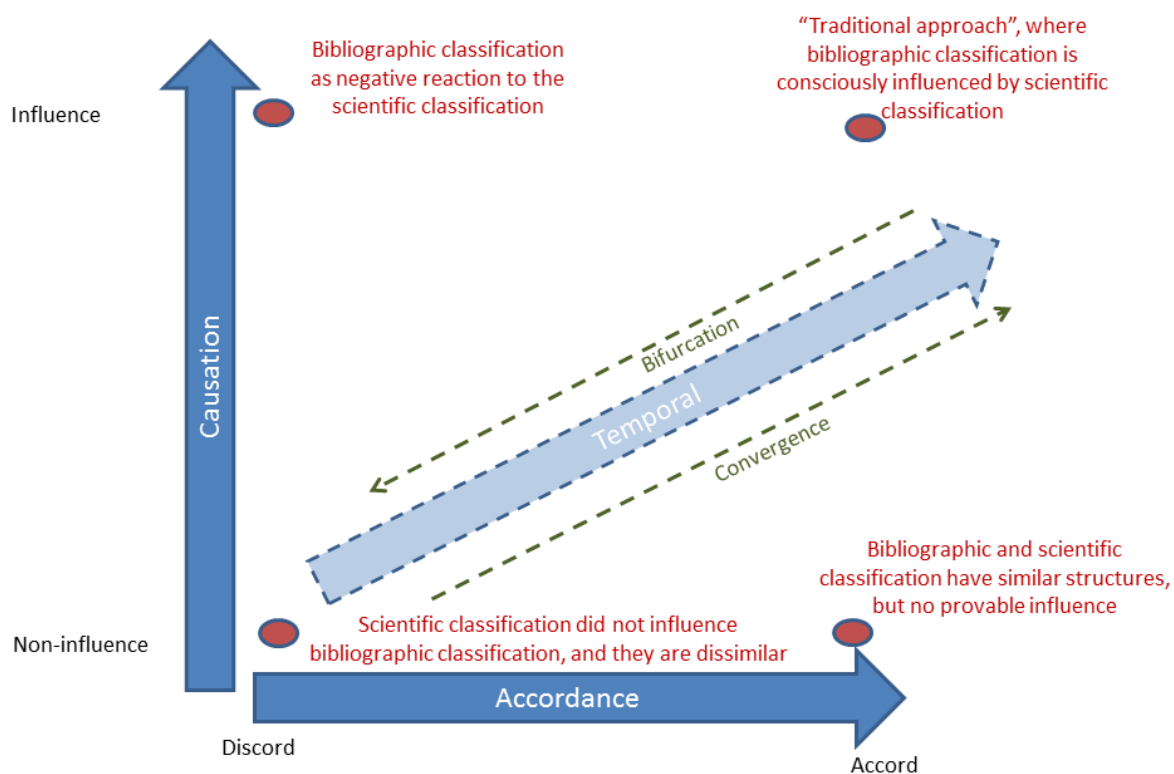 Bibliographic classification
as negative reaction to the
scientific classification
“Traditional approach”, where
bibliographic classification is
consciously influenced by scientific
classification
Influence
Causation
Bifurcation
Temporal
Convergence
Bibliographic and scientific
classification have similar structures,
but no provable influence
Non-influence
Scientific classification did not influence
bibliographic classification, and they are dissimilar
Accordance
Discord
Accord